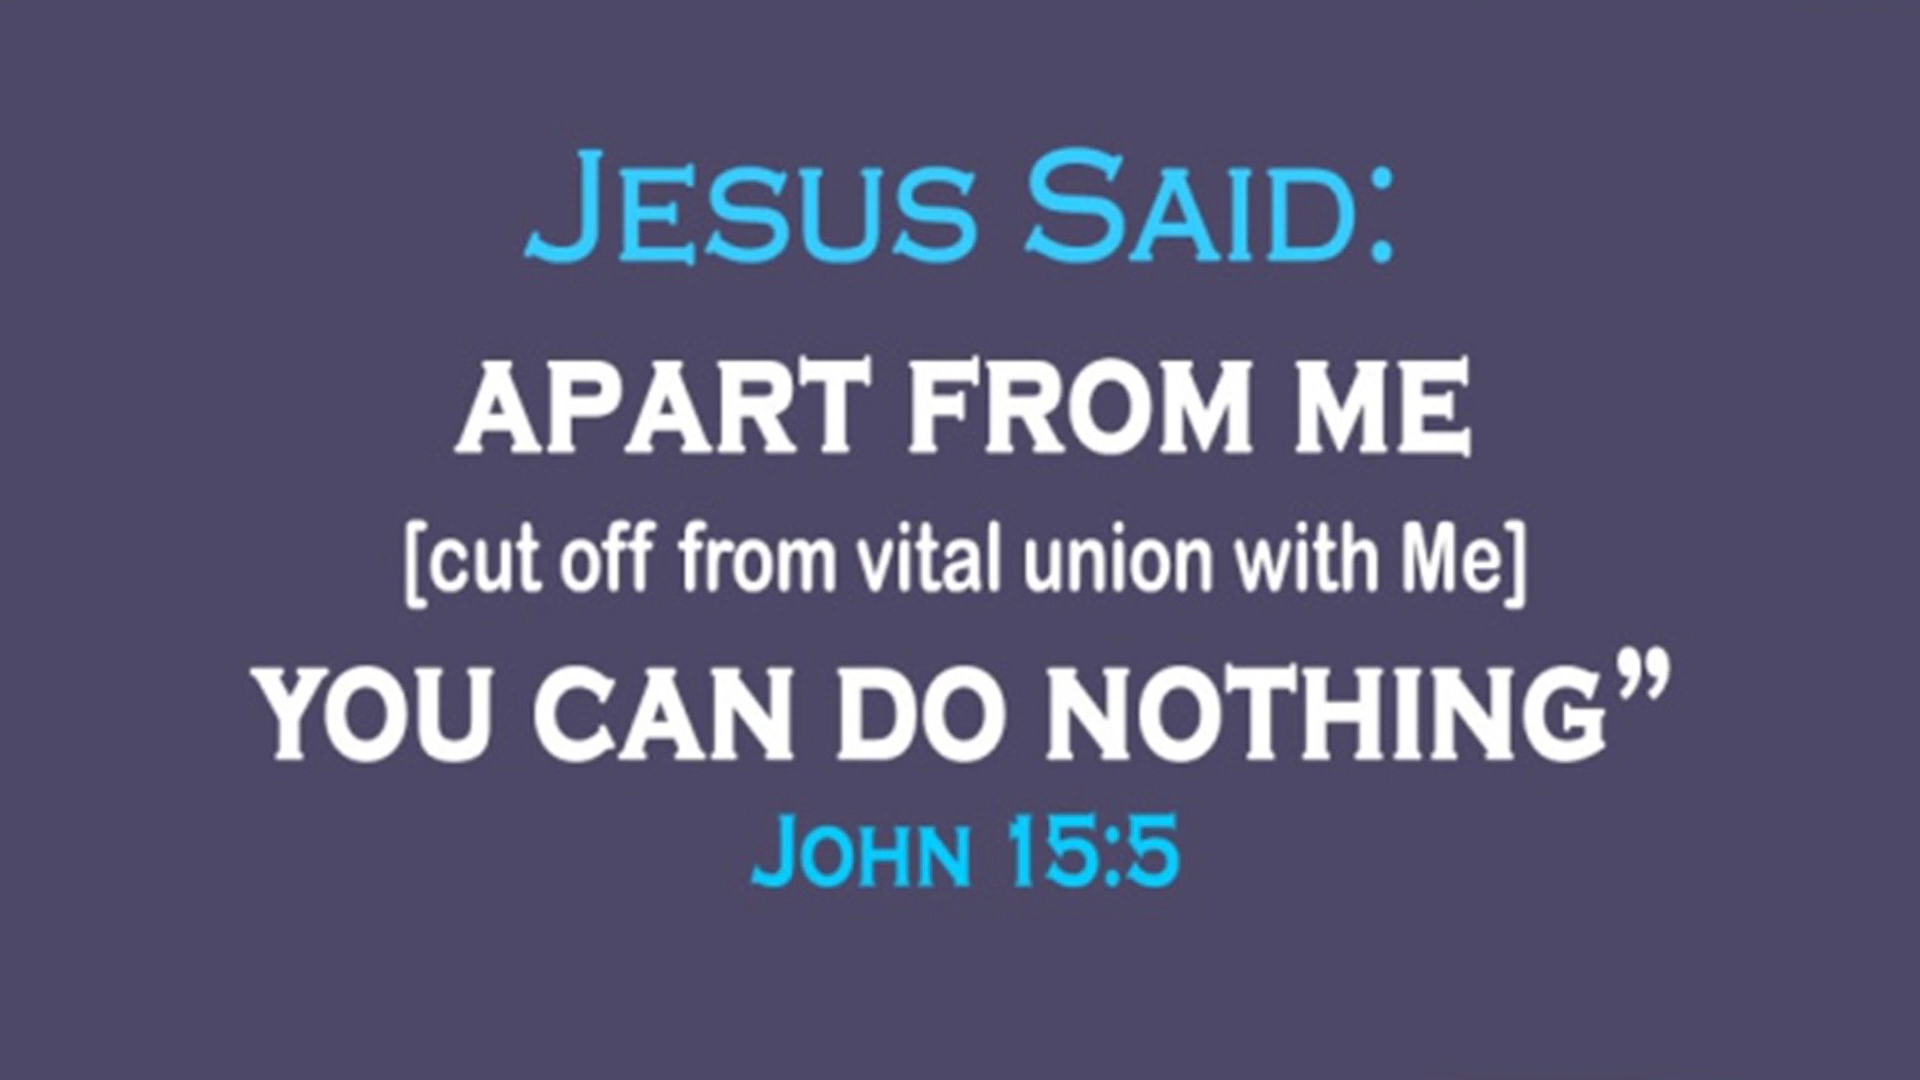 Jesus Said:
APART FROM ME
[cut off from vital union with Me]
YOU CAN DO NOTHING”
John 15:5